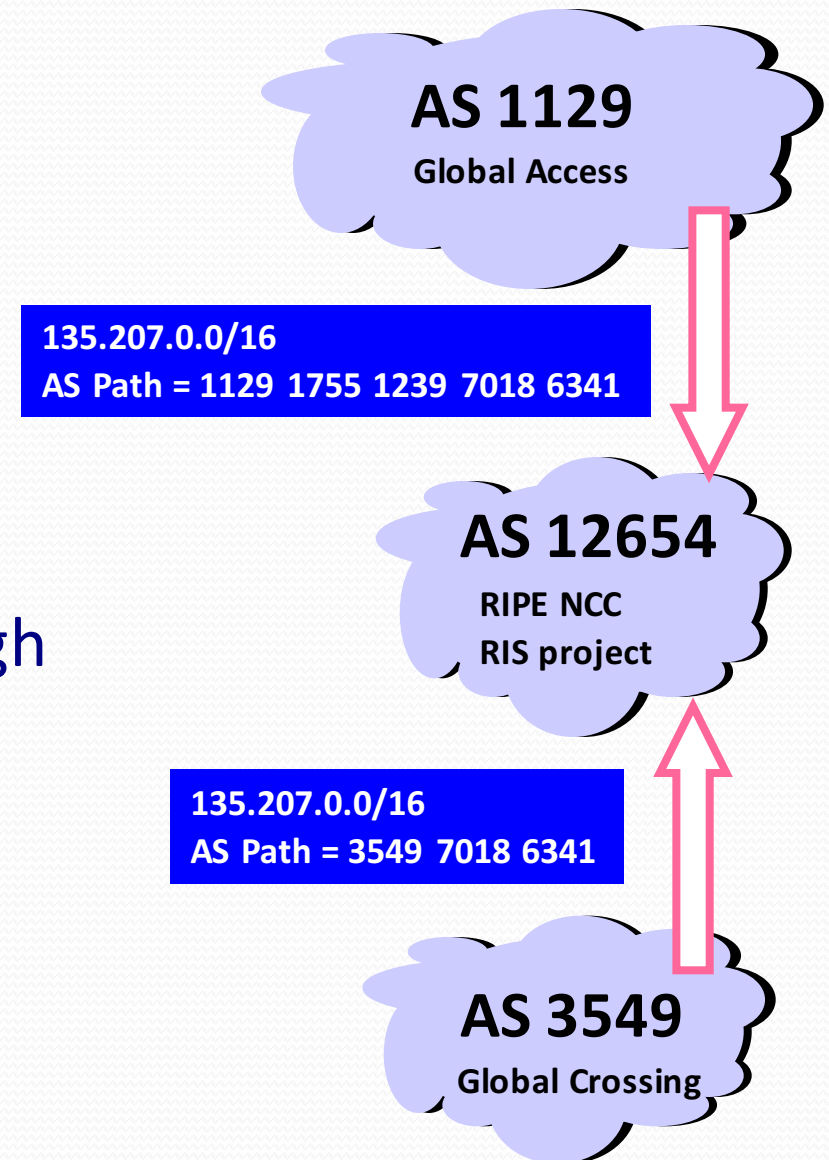 AS 1129
Global Access
135.207.0.0/16
AS Path = 1129 1755 1239 7018 6341
AS 12654
RIPE NCC
RIS project
gh
135.207.0.0/16
AS Path = 3549 7018 6341
AS 3549
Global Crossing